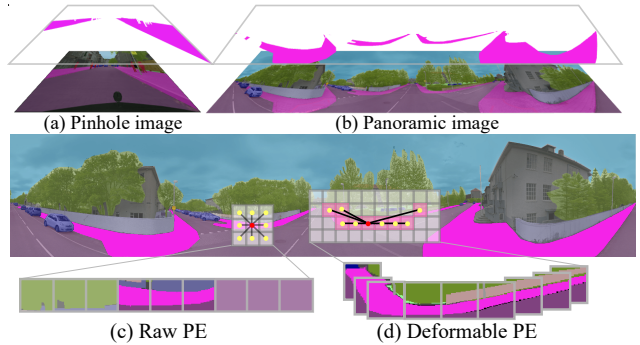 (a) Pinhole image
(b) Panoramic image
(c) Raw PE
(d) Deformable PE